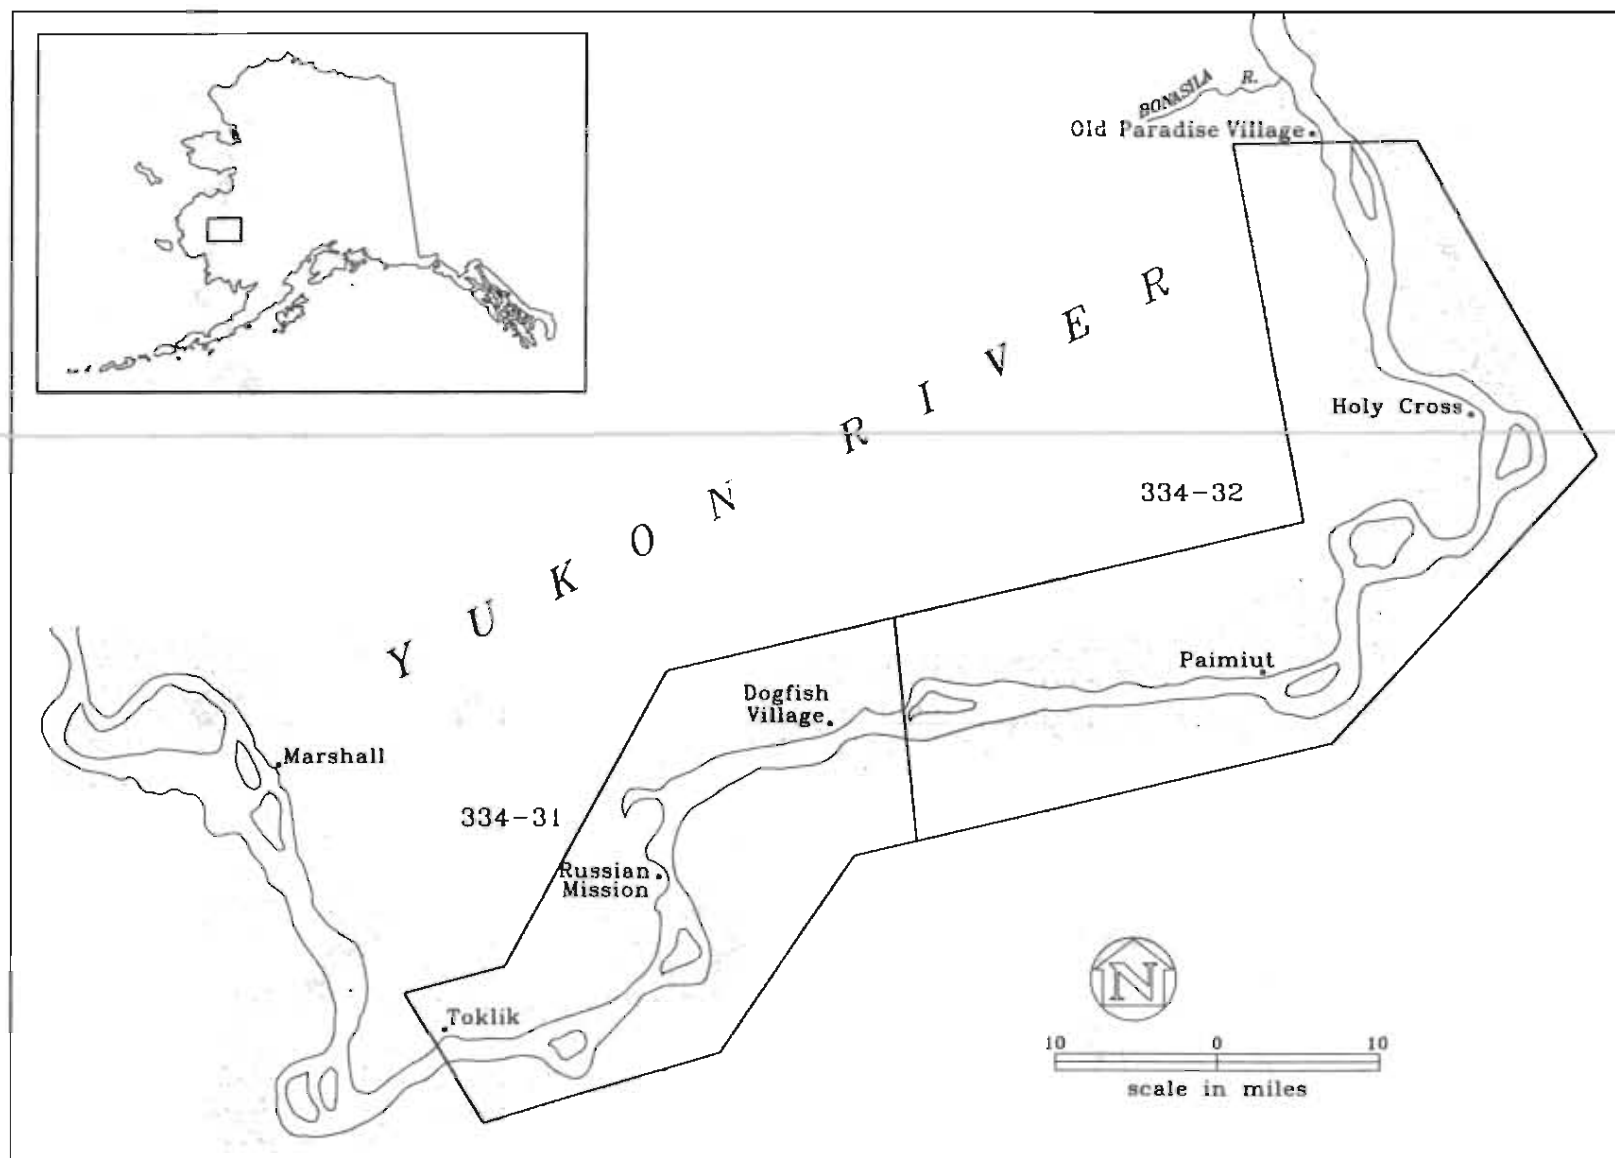 BONASILA R.
Old Paradise Village
YUKON RIVER
Holy Cross
334-32
Paimiut
Dogfish
Village
Marshall
334-31
Russian
Mission
Toklik
N
10 0 10
scale in miles